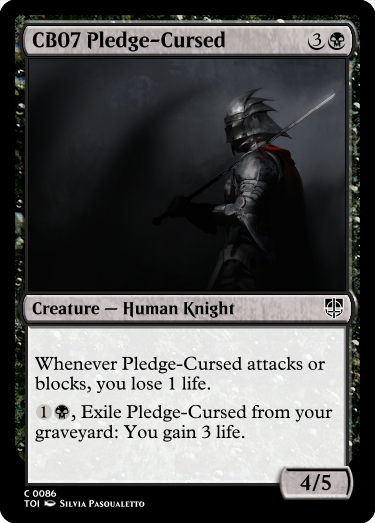 CB07 Pledge-Cursed 3
Creature — Human Knight
Whenever Pledge-Cursed attacks or
blocks, you lose 1 life.
1 , Exile Pledge-Cursed from your
graveyard: You gain 3 life.
4/5
C 0086
TOI Silvia Pasqualetto